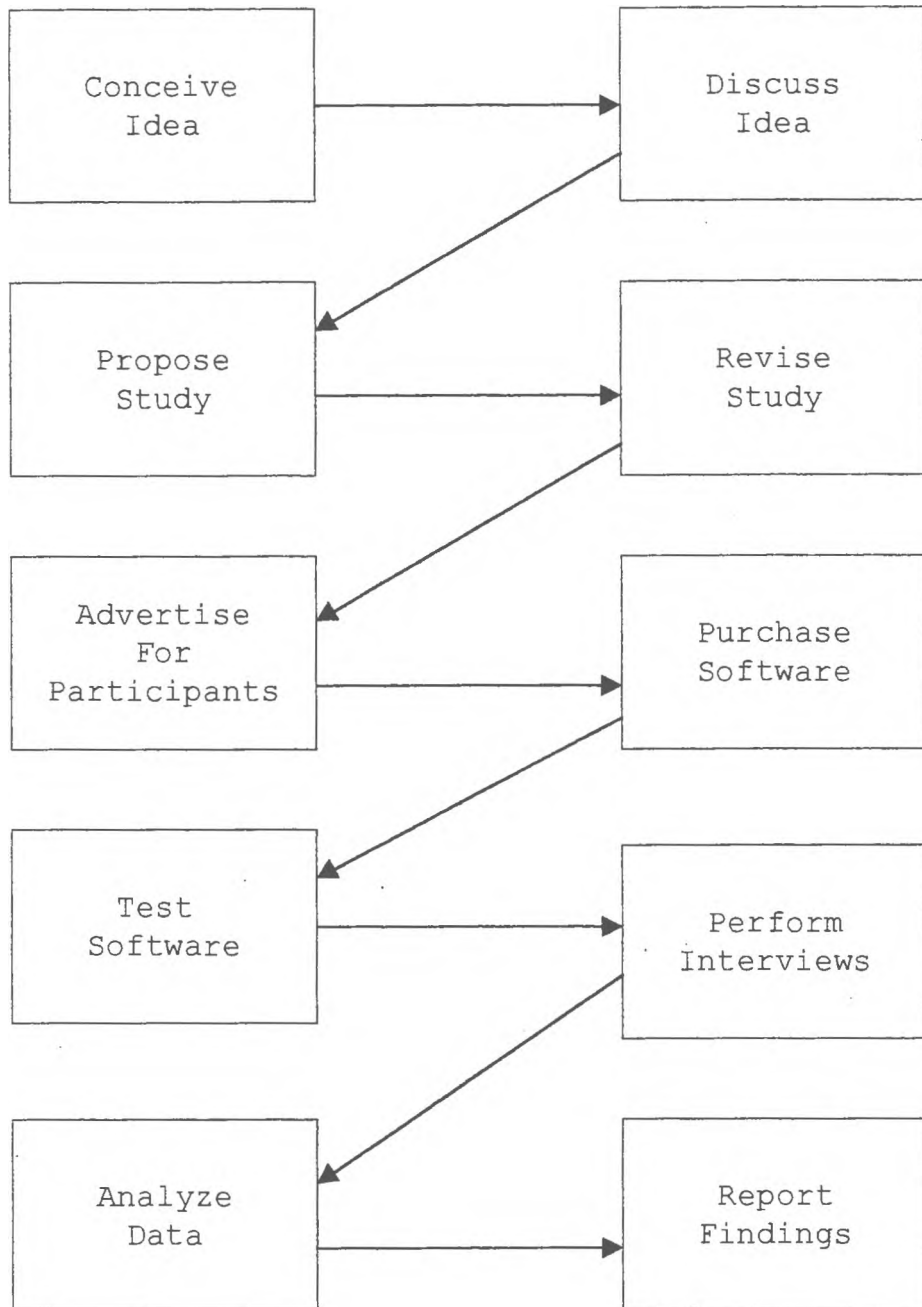 Conceive
Idea
Discuss
Idea
Propose
Study
Revise
Study
Advertise
For
Participants
Purchase
Software
Test
Software
Perform
Interviews
Analyze
Data
Report
Findings